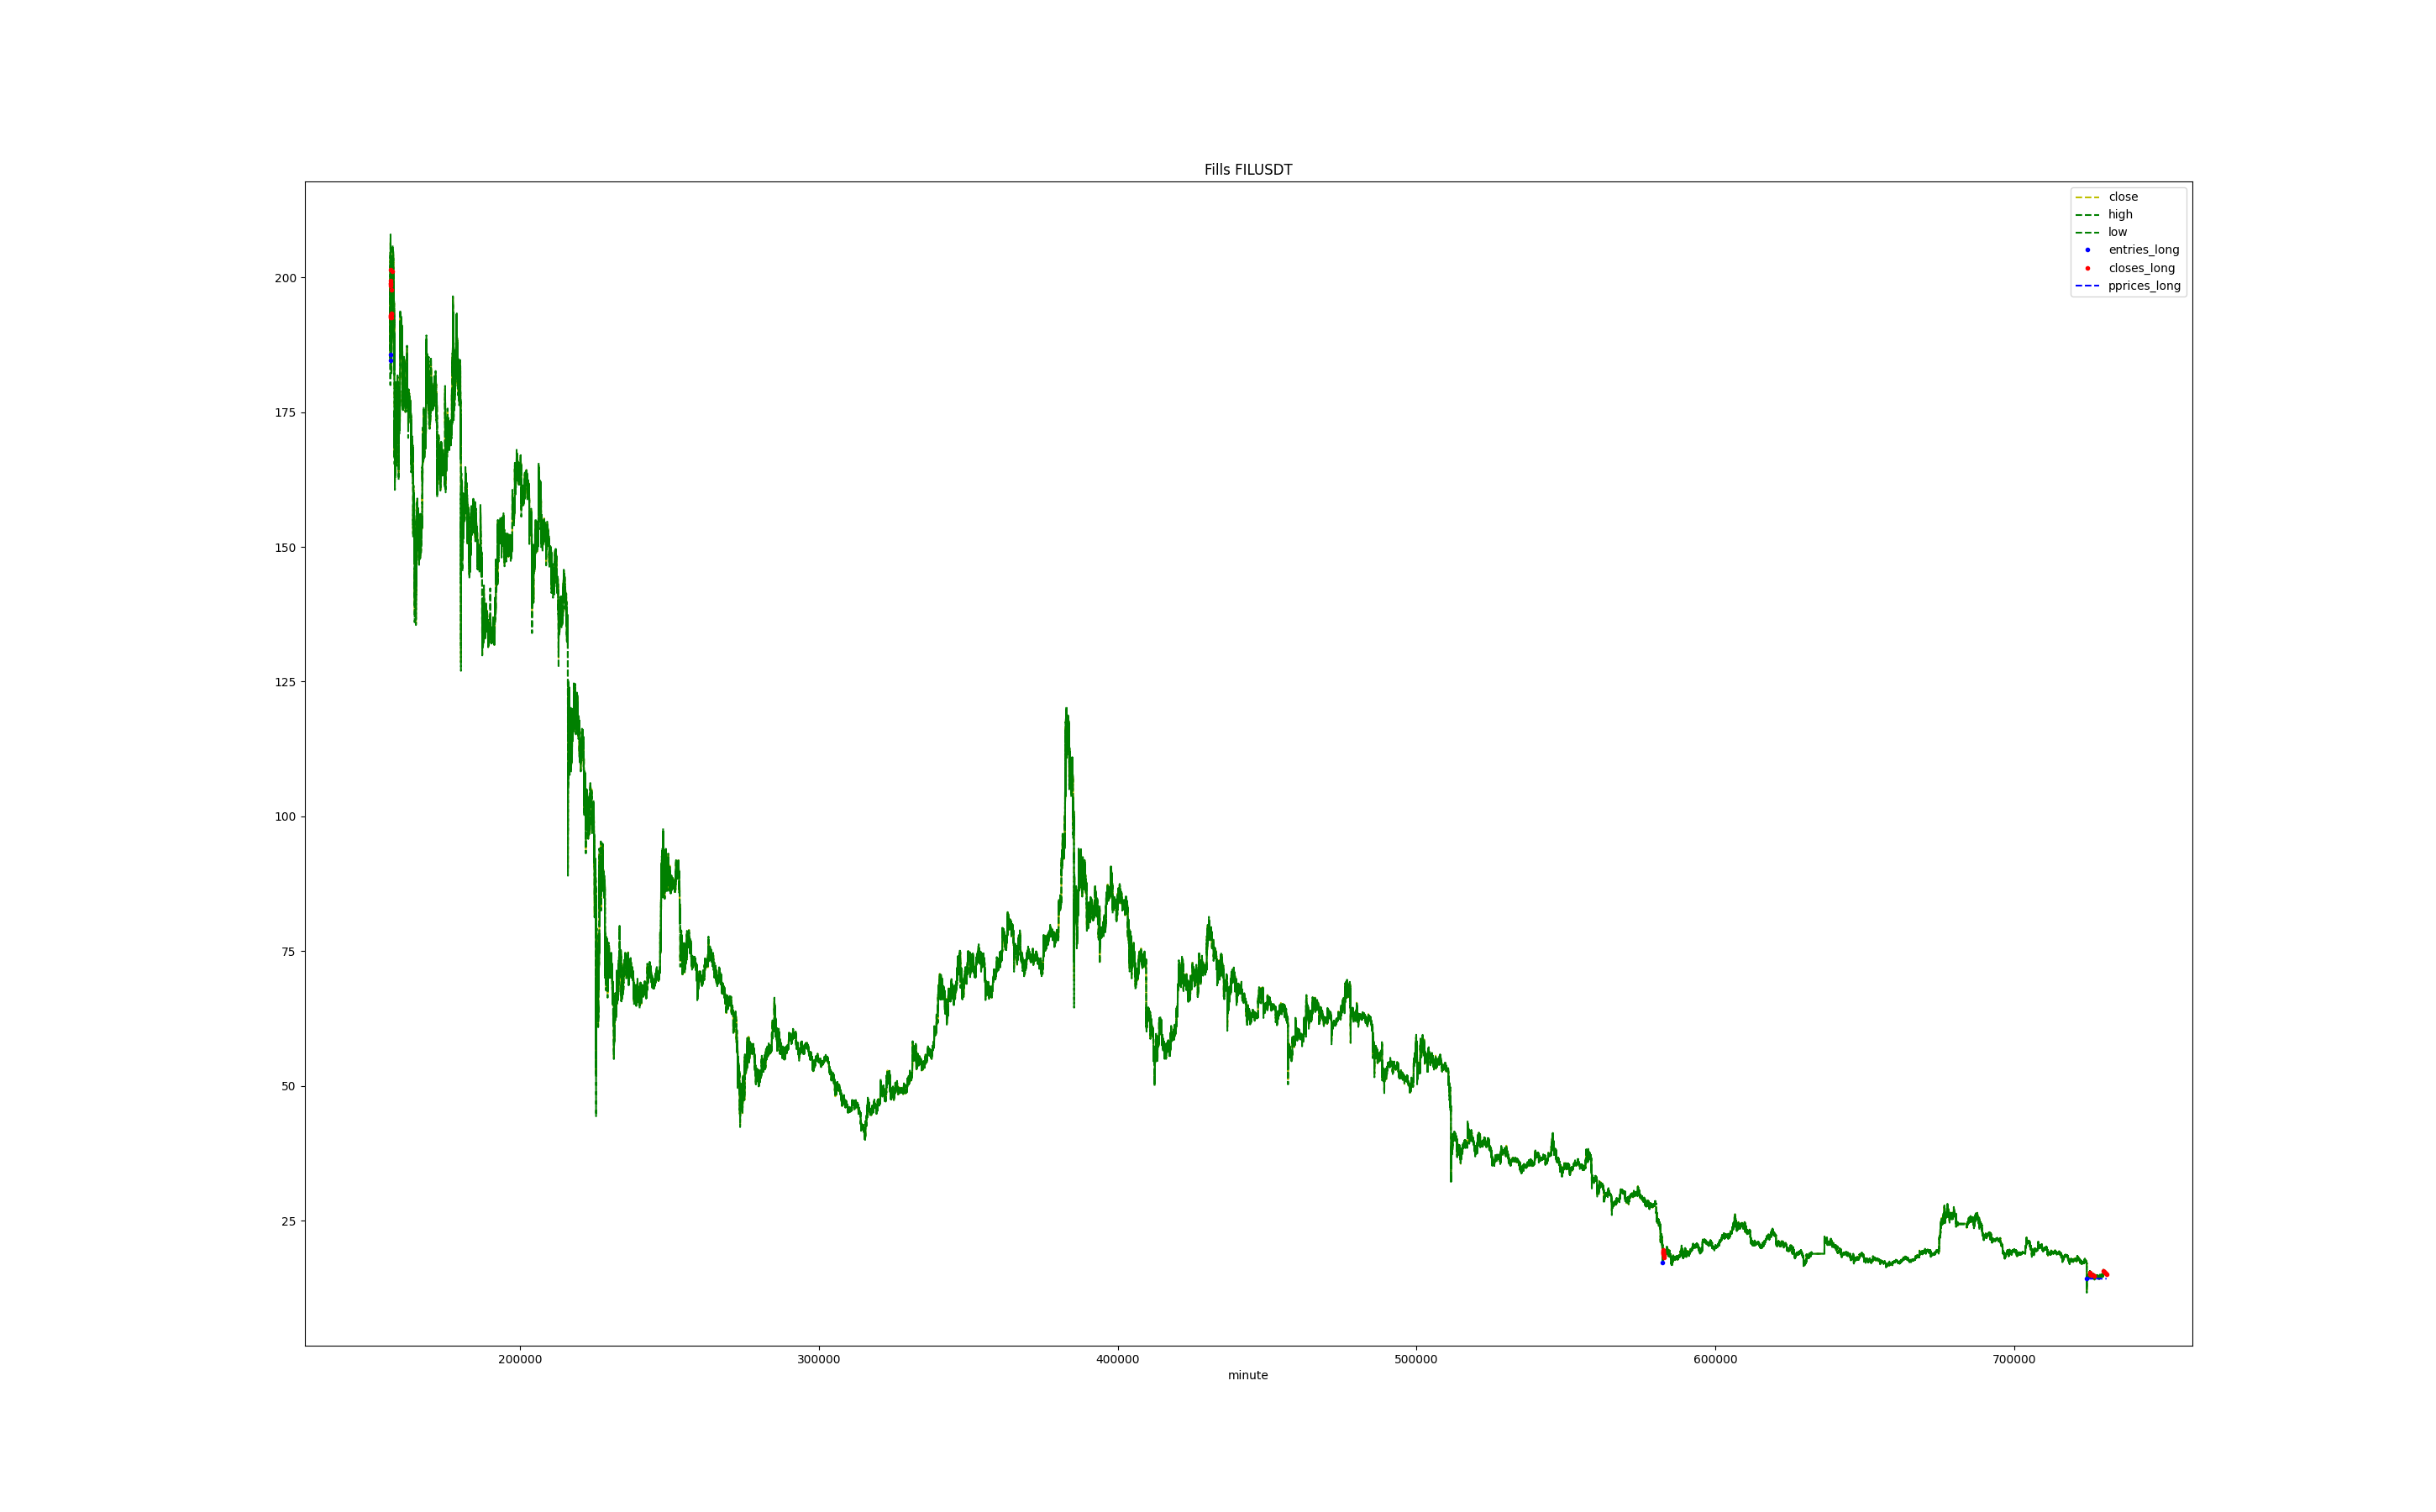 Fills FILUSDT
close
high
low
entries_long
closes_long
pprices_long
200
175
150
125
100
75
50
25
200000
300000
400000
500000
600000
700000
minute